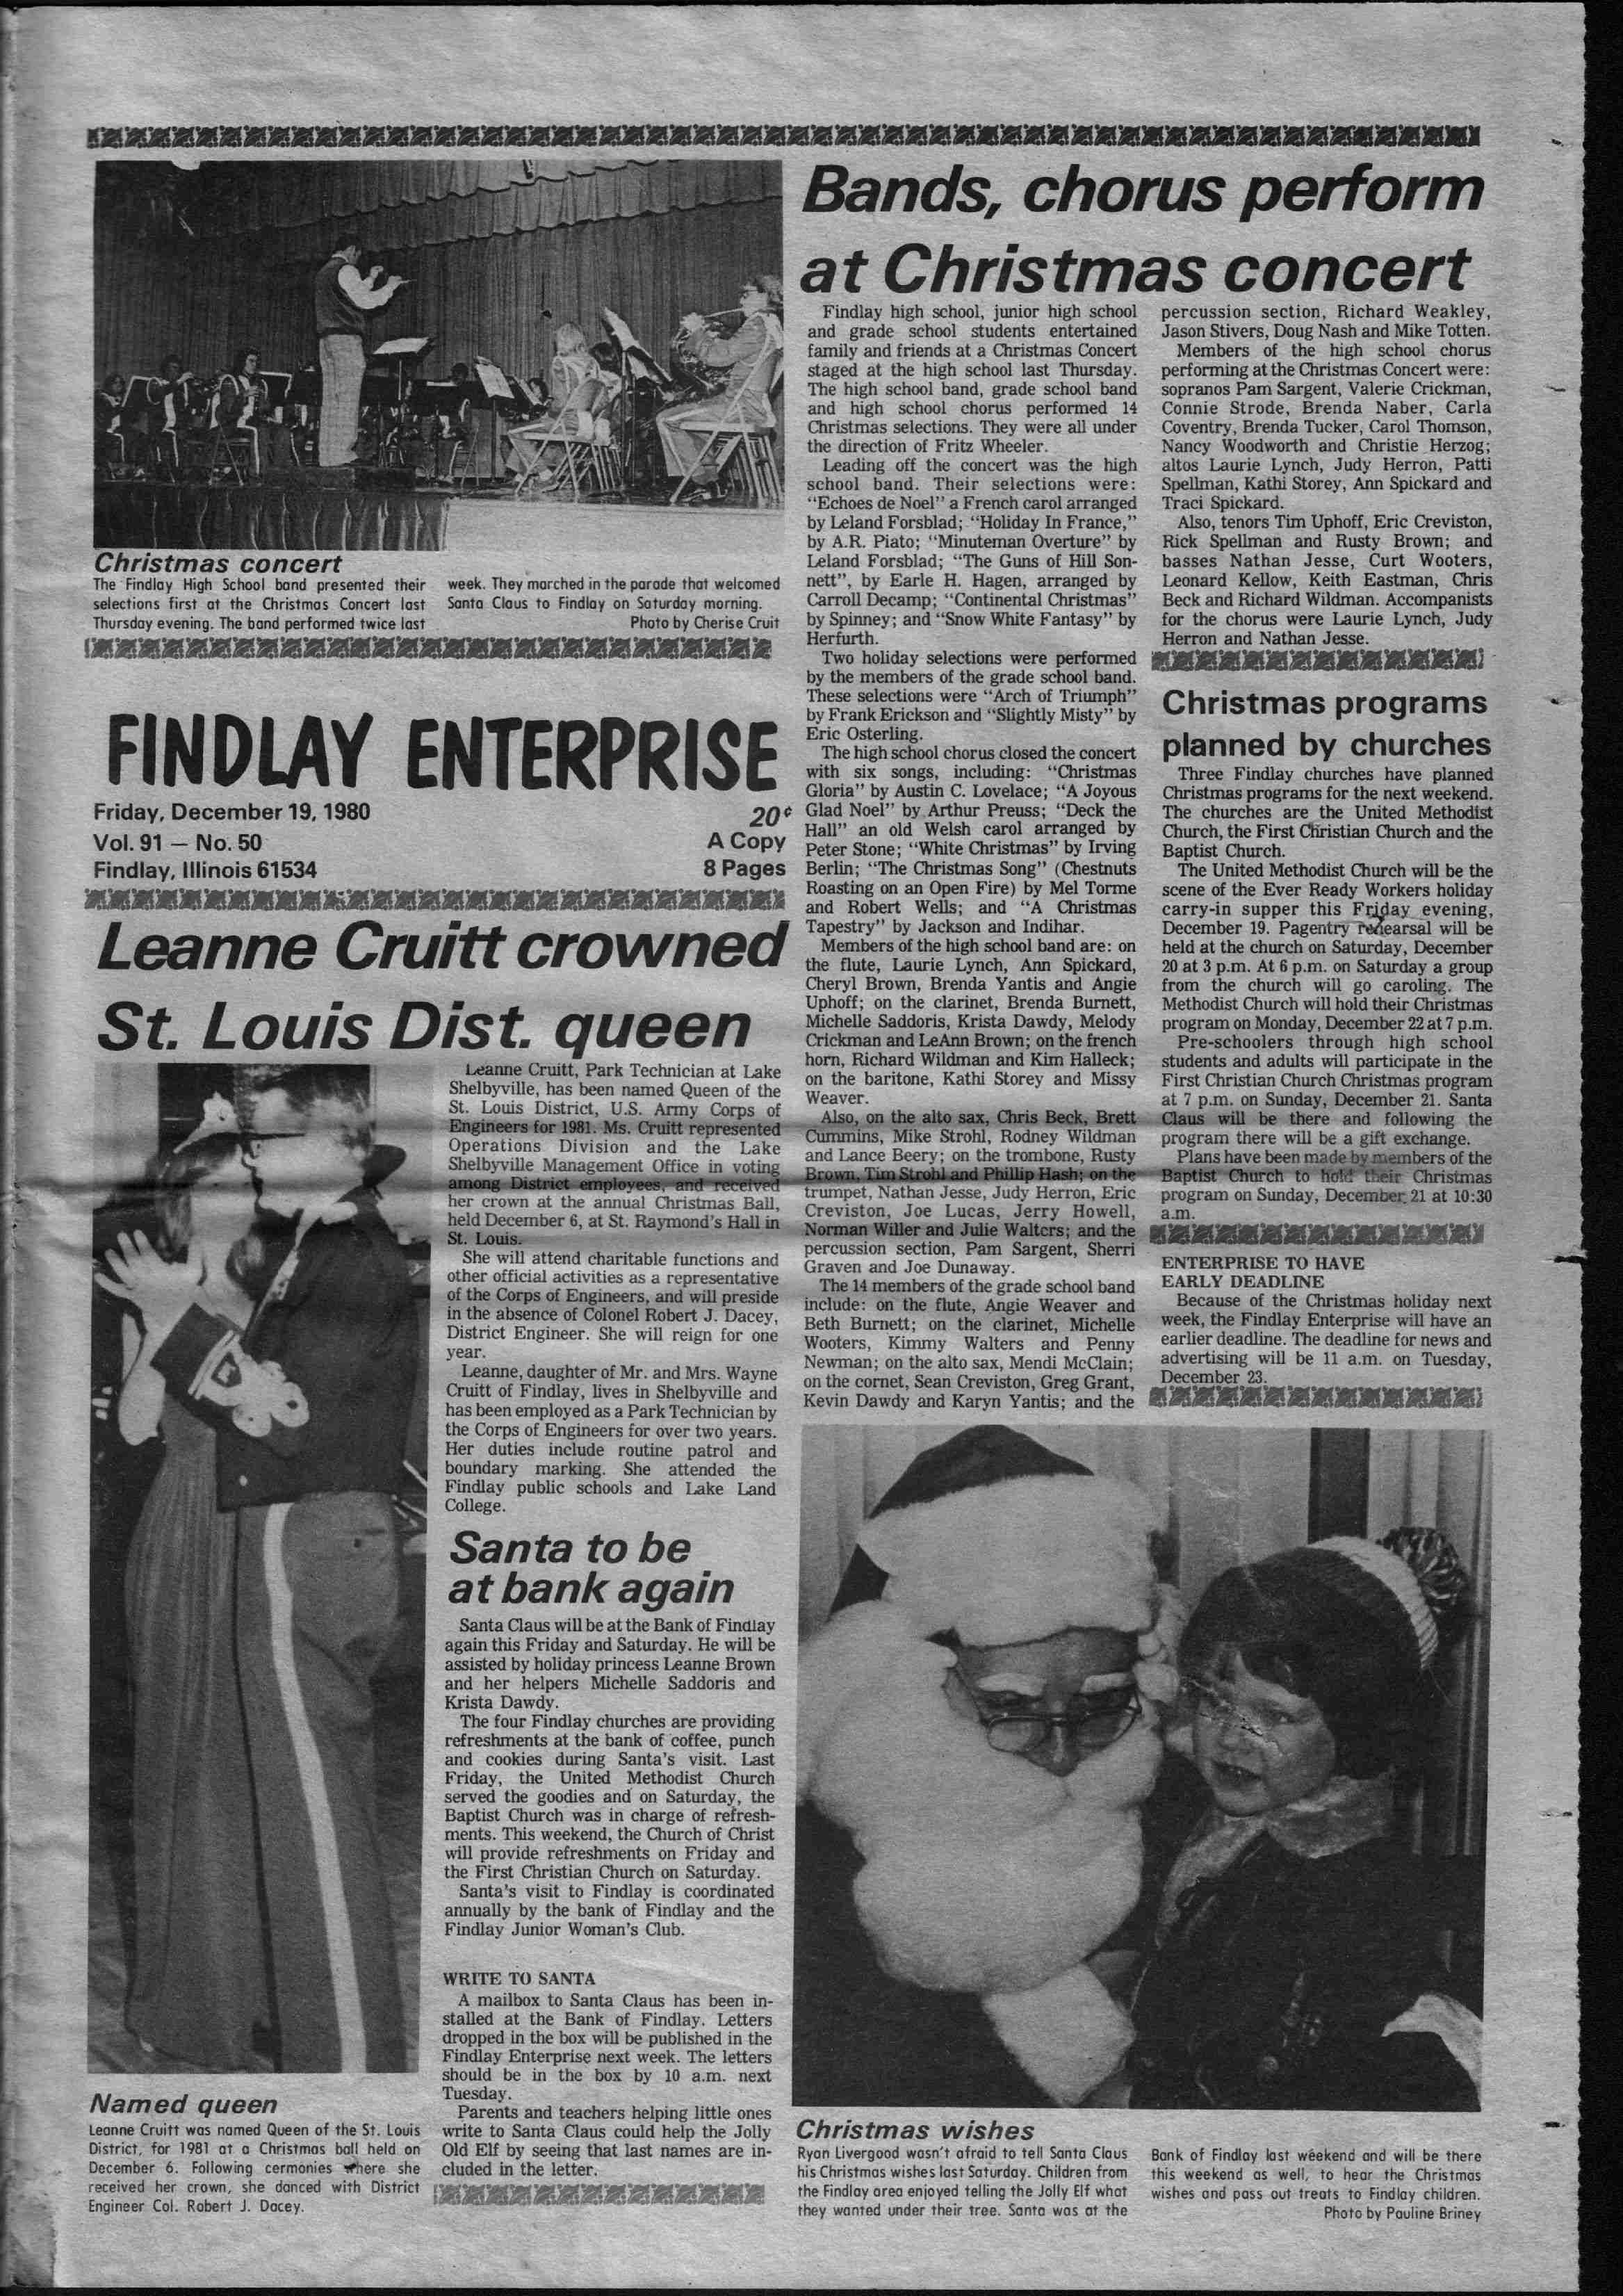 Bands, chorus perform
at Christmas concert
Christmas concert
The Findlay High School band presented their
selections first at the Christmas Concert last
Thursday evening. The band performed twice last
week. They marched in the parade that welcomed
Santa Claus to Findlay on Saturday morning.
Photo by Cherise Cruit
FINDLAY ENTERPRISE
Friday, December 19, 1980
Vol. 91 — No. 50
Findlay, Illinois 61534
20¢
A Copy
8 Pages
Findlay high school, junior high school
and grade school students entertained
family and friends at a Christmas Concert
staged at the high school last Thursday.
The high school band, grade school band
and high school chorus performed 14
Christmas selections. They were all under
the direction of Fritz Wheeler.
Leading off the concert was the high
school band. Their selections were:
"Echoes de Noel" a French carol arranged
by Leland Forsblad; "Holiday In France,"
by A.R. Piato; "Minuteman Overture" by
Leland Forsblad; "The Guns of Hill Son-
nett", by Earle H. Hagen, arranged by
Carroll Decamp; "Continental Christmas"
by Spinney; and "Snow White Fantasy" by
Herfurth.
Two holiday selections were performed
by the members of the grade school band.
These selections were "Arch of Triumph"
by Frank Erickson and "Slightly Misty" by
Eric Osterling.
The high school chorus closed the concert
with six songs, including: "Christmas
Gloria" by Austin C. Lovelace; "A Joyous
Glad Noel" by Arthur Preuss; "Deck the
Hall" an old Welsh carol arranged by
Peter Stone; "White Christmas" by Irving
Berlin; "The Christmas Song" (Chestnuts
Roasting on an Open Fire) by Mel Torme
and Robert Wells; and "A Christmas
Tapestry" by Jackson and Indihar.
Members of the high school band are: on
the flute, Laurie Lynch, Ann Spickard,
Cheryl Brown, Brenda Yantis and Angie
Uphoff; on the clarinet, Brenda Burnett,
Michelle Saddoris, Krista Dawdy, Melody
Crickman and LeAnn Brown; on the french
horn, Richard Wildman and Kim Halleck;
on the baritone, Kathi Storey and Missy
Weaver.
Also, on the alto sax, Chris Beck, Brett
Cummins, Mike Strohl, Rodney Wildman
and Lance Beery; on the trombone, Rusty
Brown, Tim Strohl and Phillip Hash; on the
trumpet, Nathan Jesse, Judy Herron, Eric
Creviston, Joe Lucas, Jerry Howell,
Norman Willer and Julie Walters; and the
percussion section, Pam Sargent, Sherri
Graven and Joe Dunaway.
The 14 members of the grade school band
include: on the flute, Angie Weaver and
Beth Burnett; on the clarinet, Michelle
Wooters, Kimmy Walters and Penny
Newman; on the alto sax, Mendi McClain;
on the cornet, Sean Creviston, Greg Grant,
Kevin Dawdy and Karyn Yantis; and the
percussion section, Richard Weakley,
Jason Stivers, Doug Nash and Mike Totten.
Members of the high school chorus
performing at the Christmas Concert were:
sopranos Pam Sargent, Valerie Crickman,
Connie Strode, Brenda Naber, Carla
Coventry, Brenda Tucker, Carol Thomson,
Nancy Woodworth and Christie Herzog;
altos Laurie Lynch, Judy Herron, Patti
Spellman, Kathi Storey, Ann Spickard and
Traci Spickard.
Also, tenors Tim Uphoff, Eric Creviston,
Rick Spellman and Rusty Brown; and
basses Nathan Jesse, Curt Wooters,
Leonard Kellow, Keith Eastman, Chris
Beck and Richard Wildman. Accompanists
for the chorus were Laurie Lynch, Judy
Herron and Nathan Jesse.
Christmas programs
planned by churches
Three Findlay churches have planned
Christmas programs for the next weekend.
The churches are the United Methodist
Church, the First Christian Church and the
Baptist Church.
The United Methodist Church will be the
scene of the Ever Ready Workers holiday
carry-in supper this Friday evening,
December 19. Pagentry rehearsal will be
held at the church on Saturday, December
20 at 3 p.m. At 6 p.m. on Saturday a group
from the church will go caroling. The
Methodist Church will hold their Christmas
program on Monday, December 22 at 7 p.m.
Pre-schoolers through high school
students and adults will participate in the
First Christian Church Christmas program
at 7 p.m. on Sunday, December 21. Santa
Claus will be there and following the
program there will be a gift exchange.
Plans have been made by members of the
Baptist Church to hold their Christmas
program on Sunday, December 21 at 10:30
a.m.
ENTERPRISE TO HAVE
EARLY DEADLINE
Because of the Christmas holiday next
week, the Findlay Enterprise will have an
earlier deadline. The deadline for news and
advertising will be 11 a.m. on Tuesday,
December 23.
Leanne Cruitt crowned
St. Louis Dist. queen
Leanne Cruitt, Park Technician at Lake
Shelbyville, has been named Queen of the
St. Louis District, U.S. Army Corps of
Engineers for 1981. Ms. Cruitt represented
Operations Division and the Lake
Shelbyville Management Office in voting
among District employees, and received
her crown at the annual Christmas Ball,
held December 6, at St. Raymond's Hall in
St. Louis.
She will attend charitable functions and
other official activities as a representative
of the Corps of Engineers, and will preside
in the absence of Colonel Robert J. Dacey,
District Engineer. She will reign for one
year.
Leanne, daughter of Mr. and Mrs. Wayne
Cruitt of Findlay, lives in Shelbyville and
has been employed as a Park Technician by
the Corps of Engineers for over two years.
Her duties include routine patrol and
boundary marking. She attended the
Findlay public schools and Lake Land
College.
Santa to be
at bank again
Santa Claus will be at the Bank of Findlay
again this Friday and Saturday. He will be
assisted by holiday princess Leanne Brown
and her helpers Michelle Saddoris and
Krista Dawdy.
The four Findlay churches are providing
refreshments at the bank of coffee, punch
and cookies during Santa's visit. Last
Friday, the United Methodist Church
served the goodies and on Saturday, the
Baptist Church was in charge of refresh-
ments. This weekend, the Church of Christ
will provide refreshments on Friday and
the First Christian Church on Saturday.
Santa's visit to Findlay is coordinated
annually by the bank of Findlay and the
Findlay Junior Woman's Club.
WRITE TO SANTA
A mailbox to Santa Claus has been in-
stalled at the Bank of Findlay. Letters
dropped in the box will be published in the
Findlay Enterprise next week. The letters
should be in the box by 10 a.m. next
Tuesday.
Parents and teachers helping little ones
write to Santa Claus could help the Jolly
Old Elf by seeing that last names are in-
cluded in the letter.
Named queen
Leanne Cruitt was named Queen of the St. Louis
District, for 1981 at a Christmas ball held on
December 6. Following cermonies where she
received her crown, she danced with District
Engineer Col. Robert J. Dacey.
Christmas wishes
Ryan Livergood wasn't afraid to tell Santa Claus
his Christmas wishes last Saturday. Children from
the Findlay area enjoyed telling the Jolly Elf what
they wanted under their tree. Santa was at the
Bank of Findlay last weekend and will be there
this weekend as well, to hear the Christmas
wishes and pass out treats to Findlay children.
Photo by Pauline Briney